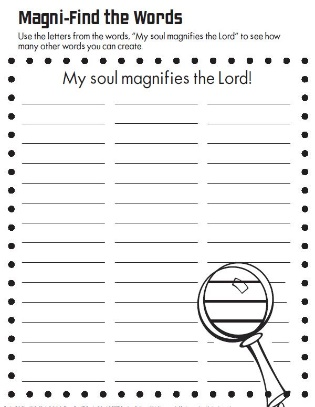 Magni-Find the Words
Use the letters from the words, "My soul magnifies the Lord" to see how
many other words you can create
My soul magnifies the Lord!